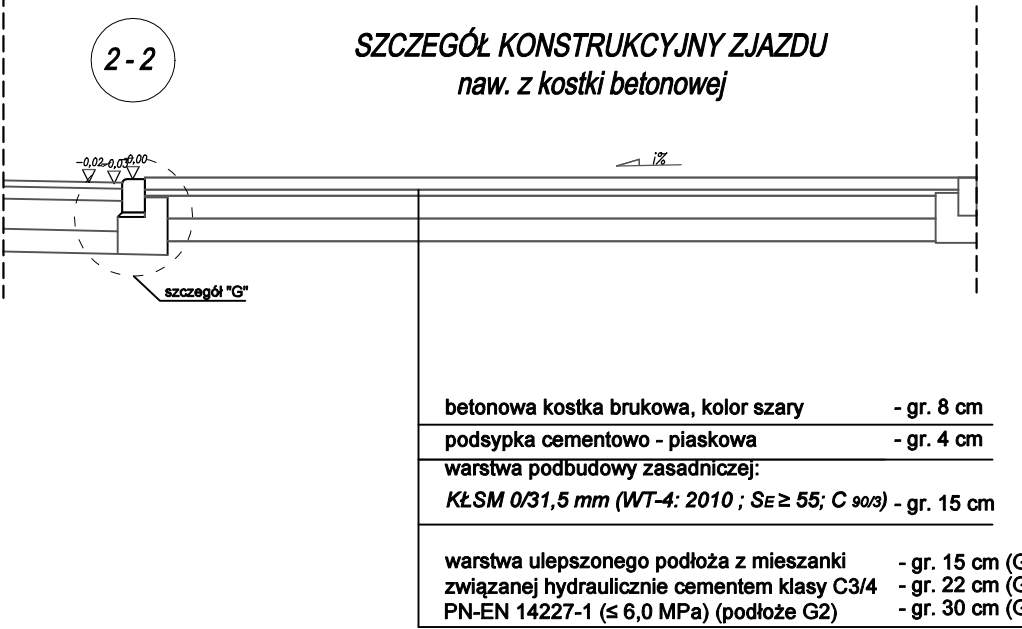 2 - 2
SZCZEGÓŁ KONSTRUKCYJNY ZJAZDU
naw. z kostki betonowej
-0,02 -0,03 0,00
i%
szczegół "G"
betonowa kostka brukowa, kolor szary - gr. 8 cm
podsypka cementowo - piaskowa - gr. 4 cm
warstwa podbudowy zasadniczej:
KŁSM 0/31,5 mm (WT-4: 2010 ; SE ≥ 55; C 90/3) - gr. 15 cm
warstwa ulepszonego podłoża z mieszanki - gr. 15 cm (G
związanej hydraulicznie cementem klasy C3/4 - gr. 22 cm (G
PN-EN 14227-1 (≤ 6,0 MPa) (podłoże G2) - gr. 30 cm (G